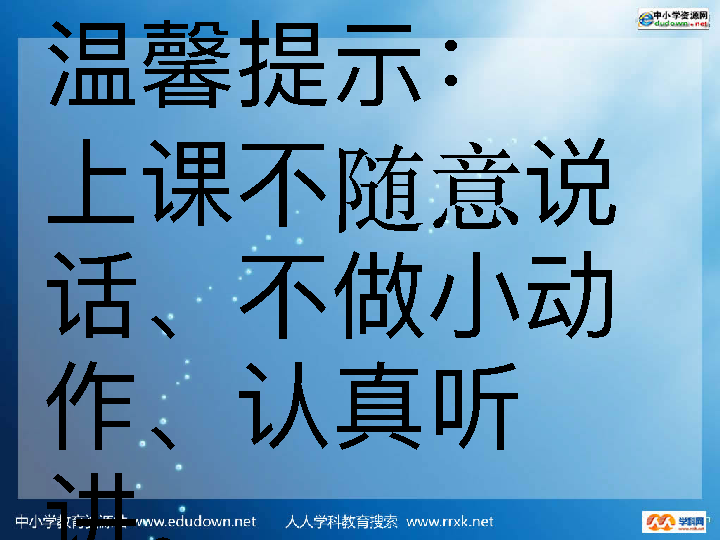 中小学资源网
edudown.net
温馨提示：
上课不随意说
话、不做小动
作、认真听
讲。
中小学教育资源站 www.edudown.net 人人学科教育搜索 www.rrxk.net
学科网